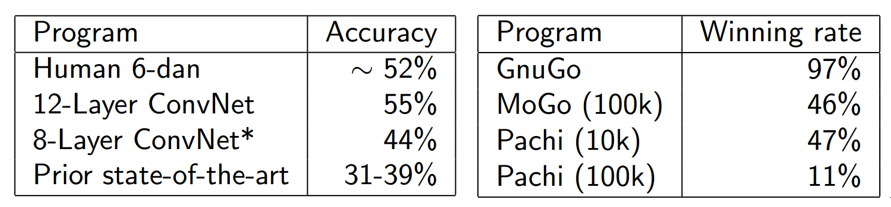 Program Accuracy
Human 6-dan ∼ 52%
12-Layer ConvNet 55%
8-Layer ConvNet* 44%
Prior state-of-the-art 31-39%
Program Winning rate
GnuGo 97%
MoGo (100k) 46%
Pachi (10k) 47%
Pachi (100k) 11%